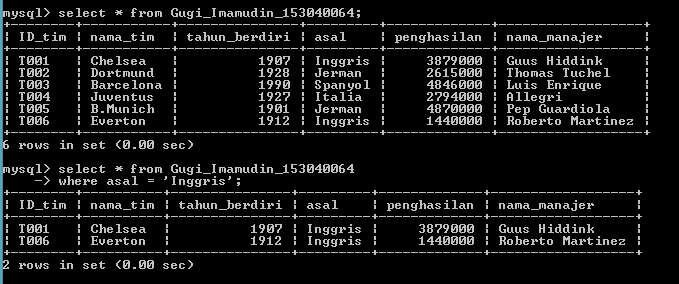 mysql> select * from Gugi_Imamudin_153040064;
+--------+-----------+---------------+---------+-------------+------------------+
¦ ID_tim ¦ nama_tim  ¦ tahun_berdiri ¦ asal    ¦ penghasilan ¦ nama_manajer     ¦
+--------+-----------+---------------+---------+-------------+------------------+
¦ T001   ¦ Chelsea   ¦          1907 ¦ Inggris ¦     3879000 ¦ Guus Hiddink     ¦
¦ T002   ¦ Dortmund  ¦          1928 ¦ Jerman  ¦     2615000 ¦ Thomas Tuchel    ¦
¦ T003   ¦ Barcelona ¦          1990 ¦ Spanyol ¦     4846000 ¦ Luis Enrique     ¦
¦ T004   ¦ Juventus  ¦          1927 ¦ Italia  ¦     2794000 ¦ Allegri          ¦
¦ T005   ¦ B.Munich  ¦          1901 ¦ Jerman  ¦     4870000 ¦ Pep Guardiola    ¦
¦ T006   ¦ Everton   ¦          1912 ¦ Inggris ¦     1440000 ¦ Roberto Martinez ¦
+--------+-----------+---------------+---------+-------------+------------------+
6 rows in set (0.00 sec)
mysql> select * from Gugi_Imamudin_153040064
    -> where asal = 'Inggris';
+--------+----------+---------------+---------+-------------+------------------+
¦ ID_tim ¦ nama_tim ¦ tahun_berdiri ¦ asal    ¦ penghasilan ¦ nama_manajer     ¦
+--------+----------+---------------+---------+-------------+------------------+
¦ T001   ¦ Chelsea  ¦          1907 ¦ Inggris ¦     3879000 ¦ Guus Hiddink     ¦
¦ T006   ¦ Everton  ¦          1912 ¦ Inggris ¦     1440000 ¦ Roberto Martinez ¦
+--------+----------+---------------+---------+-------------+------------------+
2 rows in set (0.00 sec)